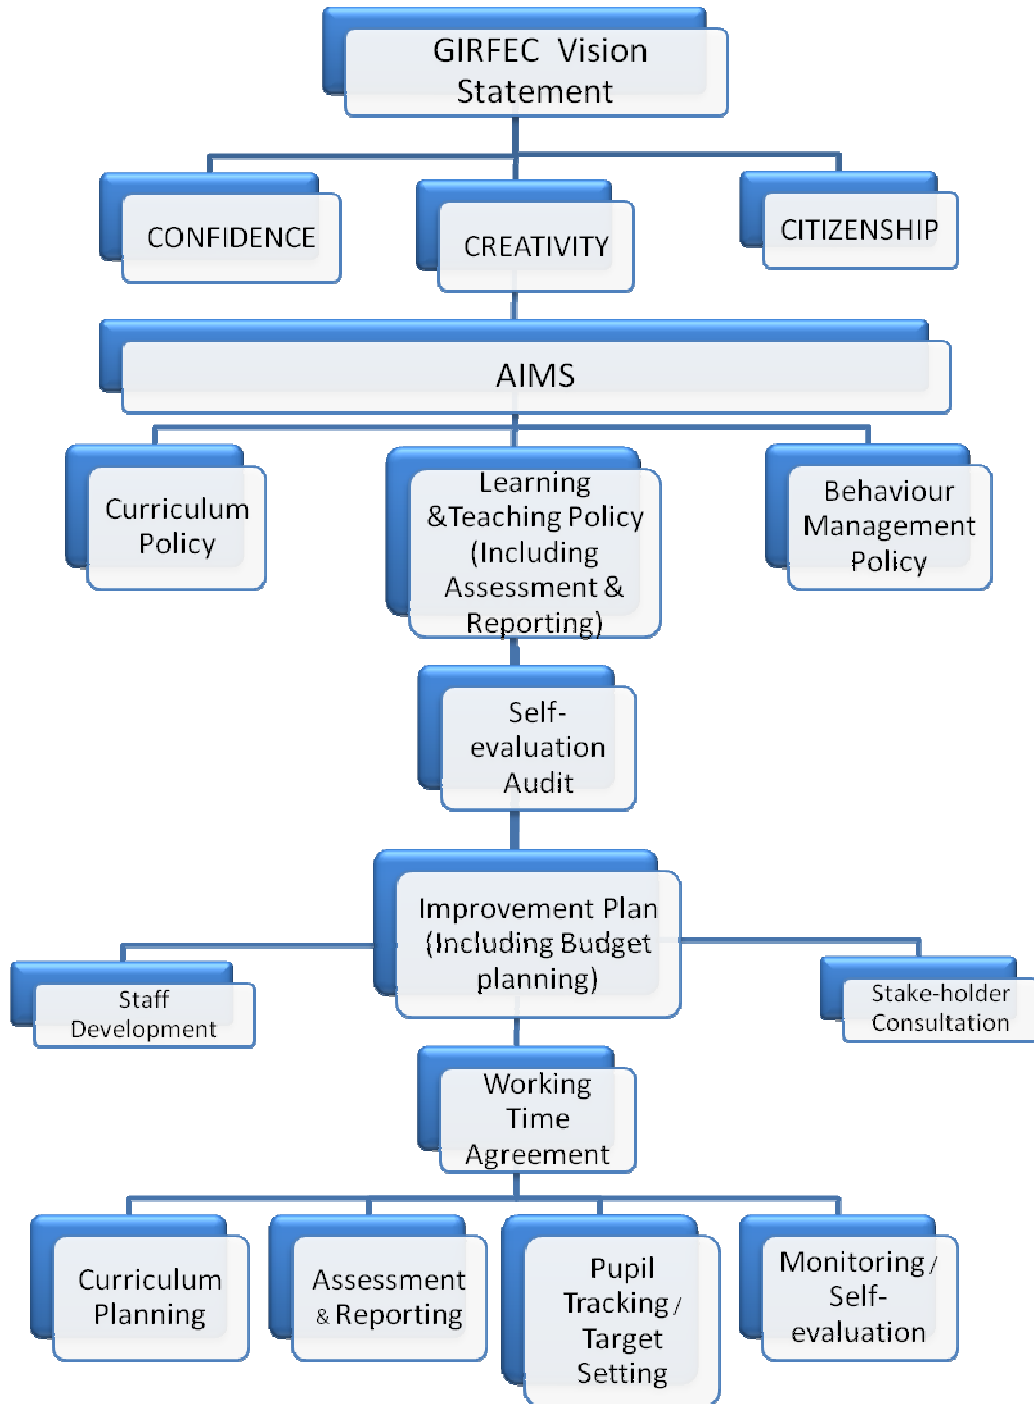 GIRFEC Vision
Statement
CONFIDENCE
CREATIVITY
CITIZENSHIP
AIMS
Curriculum
Policy
Learning
&Teaching Policy
(Including
Assessment &
Reporting)
Behaviour
Management
Policy
Self-
evaluation
Audit
Improvement Plan
(Including Budget
planning)
Staff
Development
Stake-holder
Consultation
Working
Time
Agreement
Curriculum
Planning
Assessment
& Reporting
Pupil
Tracking /
Target
Setting
Monitoring /
Self-
evaluation